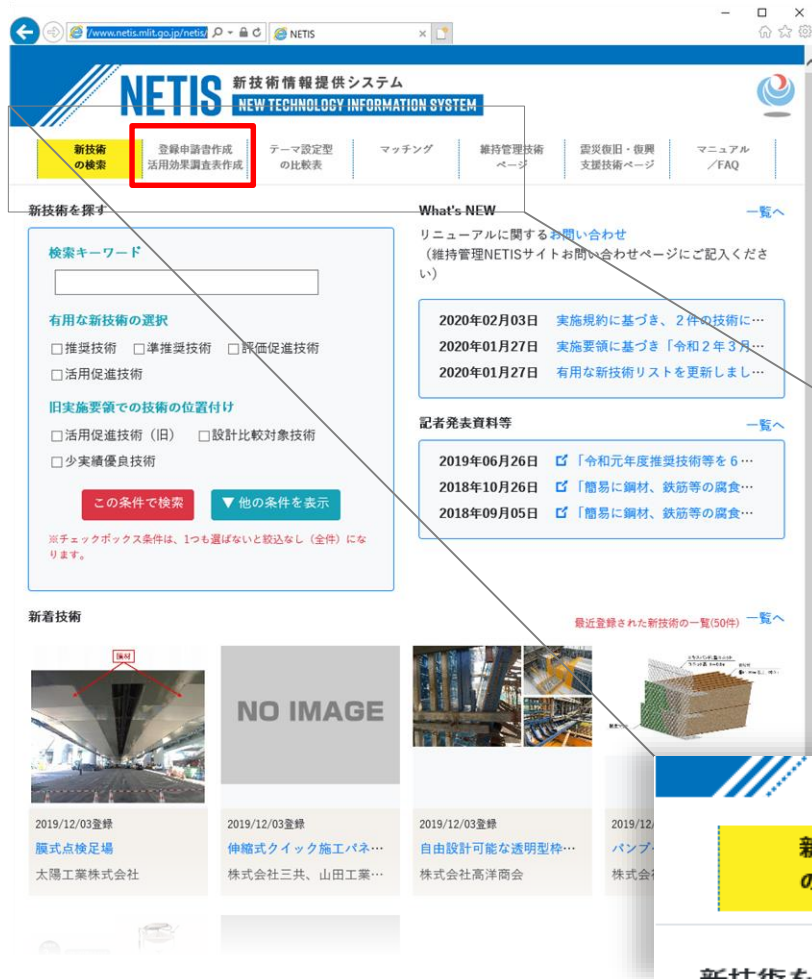 www.netis.mlit.go.jp/netis/
NETIS
NETIS 新技術情報提供システム
NEW TECHNOLOGY INFORMATION SYSTEM
新技術
の検索
登録申請書作成
活用効果調査表作成
テーマ設定型
の比較表
マッチング
維持管理技術
ページ
震災復旧・復興
支援技術ページ
マニュアル
／FAQ
新技術を探す
検索キーワード
有用な新技術の選択
□推奨技術 □準推奨技術 □評価促進技術
□活用促進技術
旧実施要領での技術の位置付け
□活用促進技術（旧） □設計比較対象技術
□少実績優良技術
この条件で検索 ▼他の条件を表示
※チェックボックス条件は、1つも選ばないと絞込なし（全件）にな
ります。
What's NEW 一覧へ
リニューアルに関するお問い合わせ
（維持管理NETISサイトお問い合わせページにご記入くださ
い）
2020年02月03日 実施規約に基づき、２件の技術に…
2020年01月27日 実施要領に基づき「令和２年３月…
2020年01月27日 有用な新技術リストを更新しまし…
記者発表資料等 一覧へ
2019年06月26日 「令和元年度推奨技術等を６…
2018年10月26日 「簡易に鋼材、鉄筋等の腐食…
2018年09月05日 「簡易に鋼材、鉄筋等の腐食…
新着技術
最近登録された新技術の一覧(50件) 一覧へ
膜材
NO IMAGE
2019/12/03登録
膜式点検足場
太陽工業株式会社
2019/12/03登録
伸縮式クイック施工パネ…
株式会社三共、山田工業…
2019/12/03登録
自由設計可能な透明型枠…
株式会社高洋商会
2019/12/
パンプ
株式会
新
の
新技術を